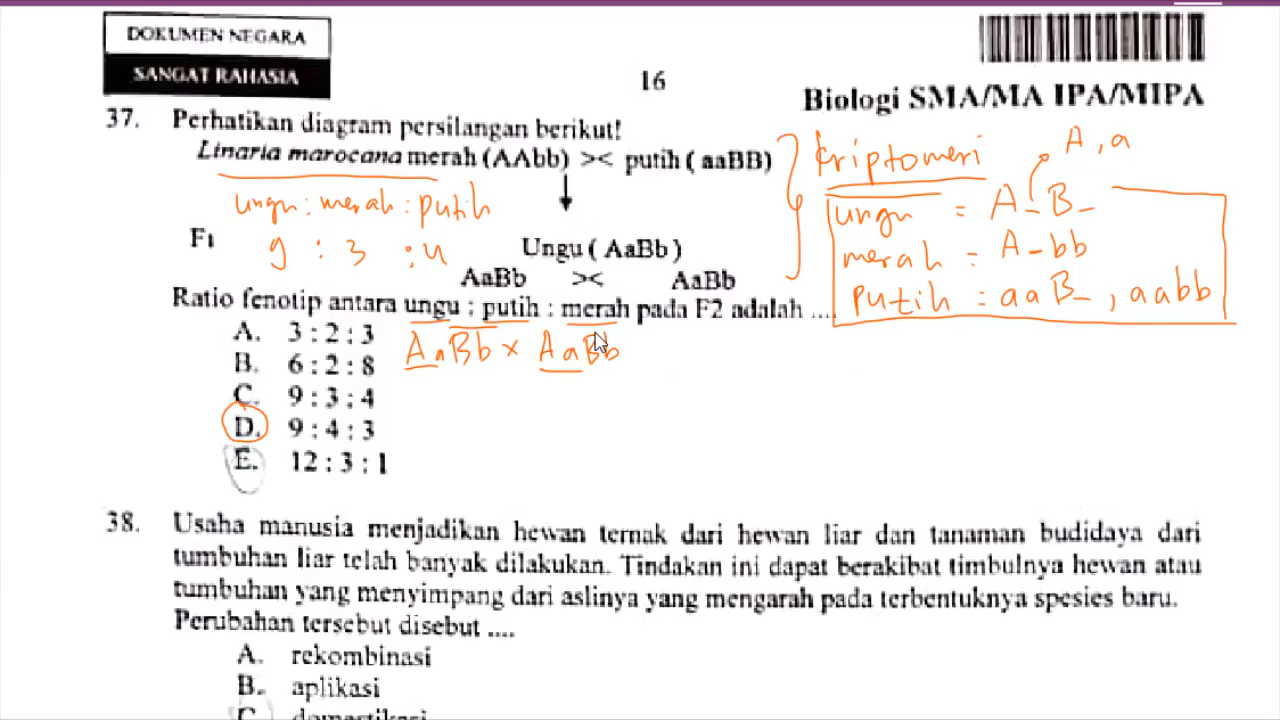 DOKUMEN NEGARA
SANGAT RAHASIA
16
Biologi SMA/MA IPA/MIPA
37. Perhatikan diagram persilangan berikut!
Linaria marocana merah (AAbb) >< putih ( aaBB)
kriptomeri
A, a
ungu : merah : putih
ungu = A_B_
F1
9 : 3 : 4
Ungu ( AaBb )
merah = A-bb
AaBb >< AaBb
putih = aaB_, aabb
Ratio fenotip antara ungu : putih : merah pada F2 adalah ....
A. 3 : 2 : 3
AaBb x AaBb
B. 6 : 2 : 8
C. 9 : 3 : 4
D. 9 : 4 : 3
E. 12 : 3 : 1
38. Usaha manusia menjadikan hewan ternak dari hewan liar dan tanaman budidaya dari
tumbuhan liar telah banyak dilakukan. Tindakan ini dapat berakibat timbulnya hewan atau
tumbuhan yang menyimpang dari aslinya yang mengarah pada terbentuknya spesies baru.
Perubahan tersebut disebut ....
A. rekombinasi
B. aplikasi
C. domestikasi